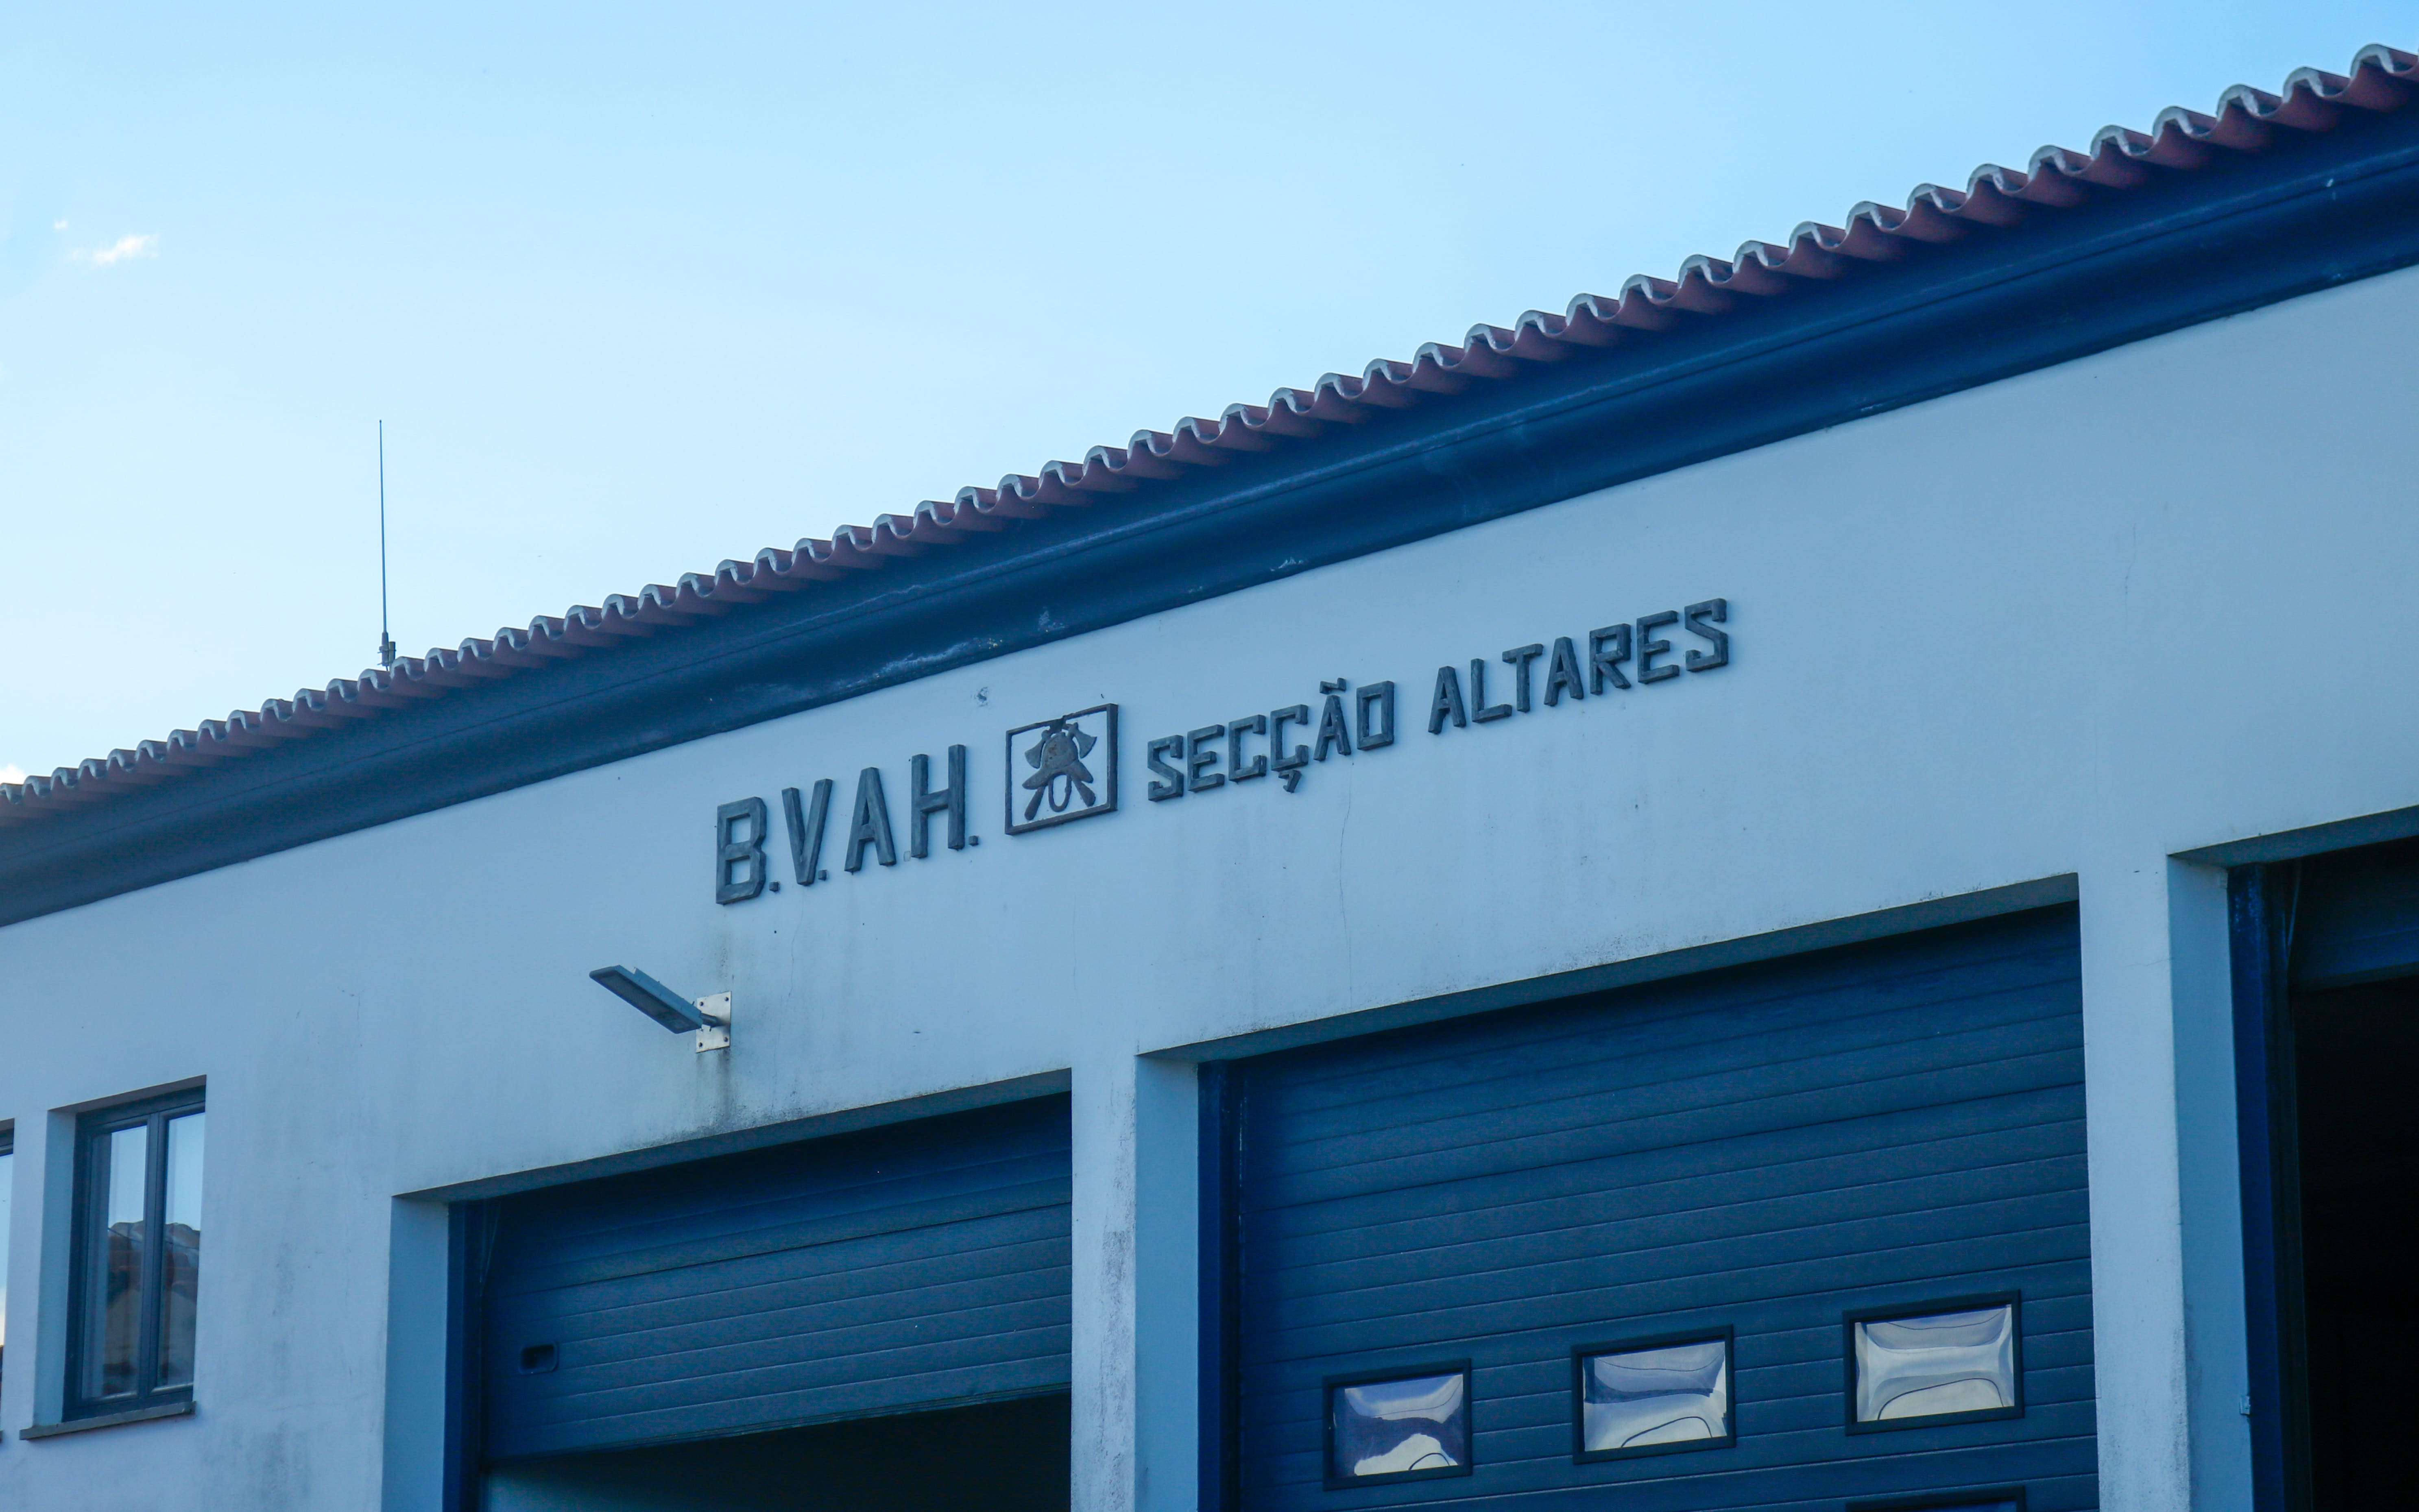 B.V.A.H. SECÇÃO ALTARES